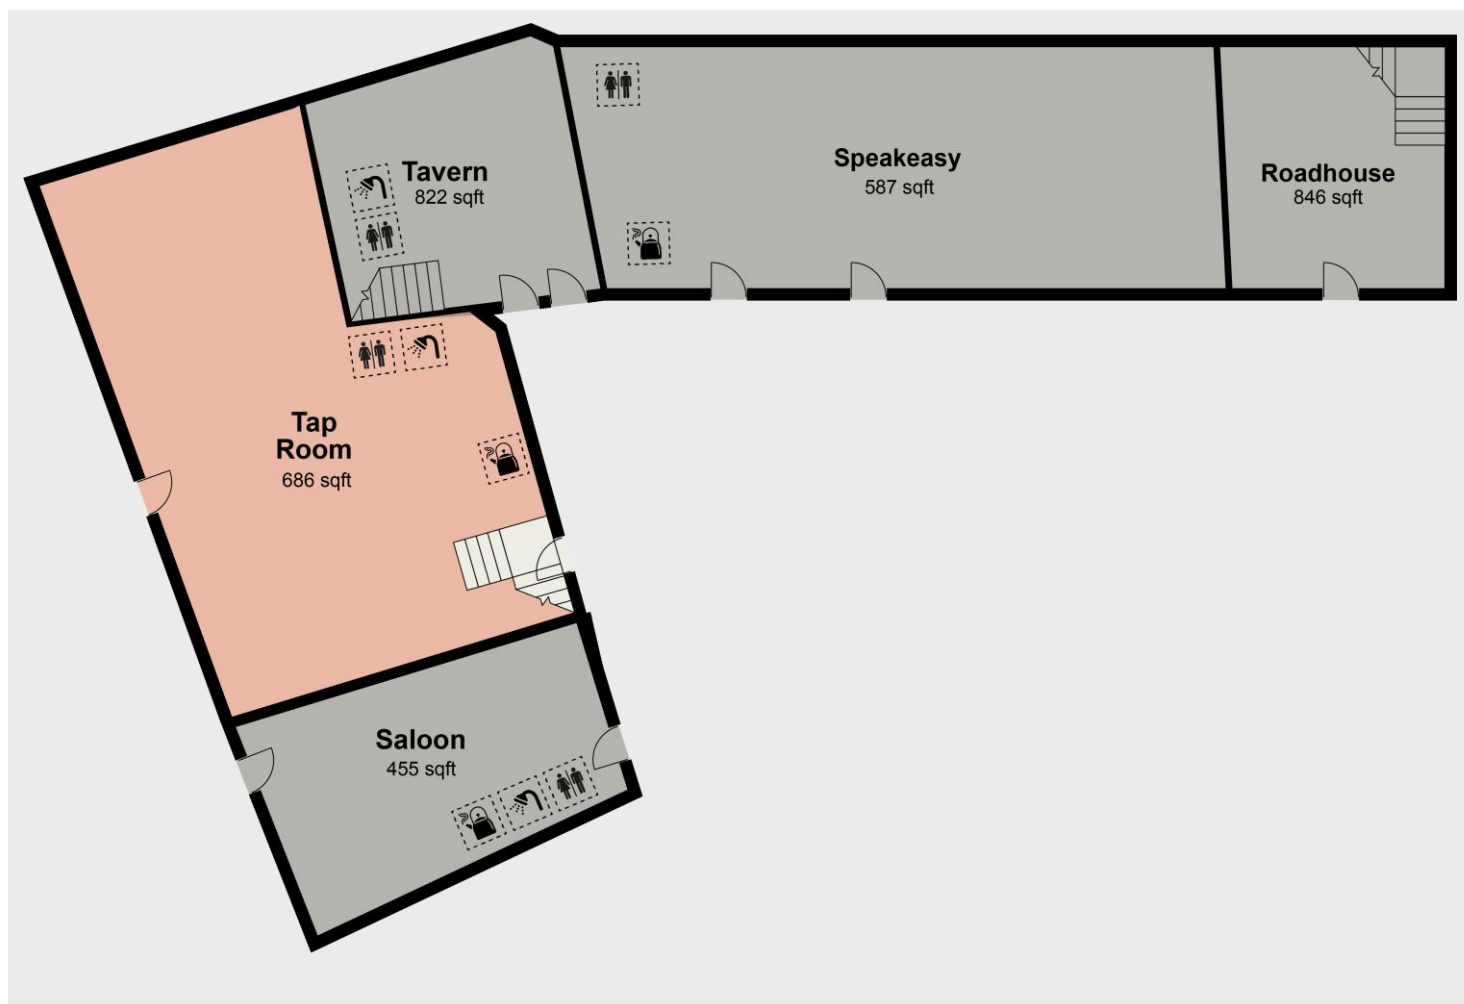 Tavern
822 sqft
Speakeasy
587 sqft
Roadhouse
846 sqft
Tap
Room
686 sqft
Saloon
455 sqft